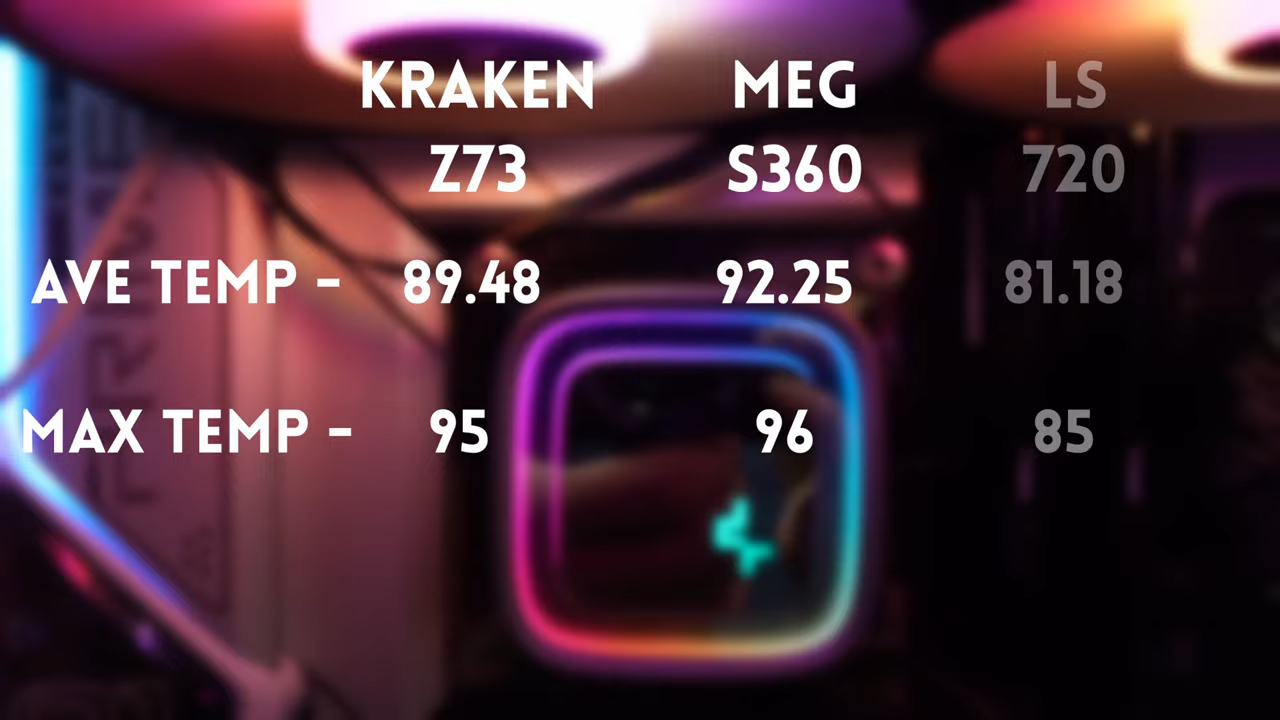 KRAKEN MEG LS
Z73 S360 720
AVE TEMP - 89.48 92.25 81.18
MAX TEMP - 95 96 85